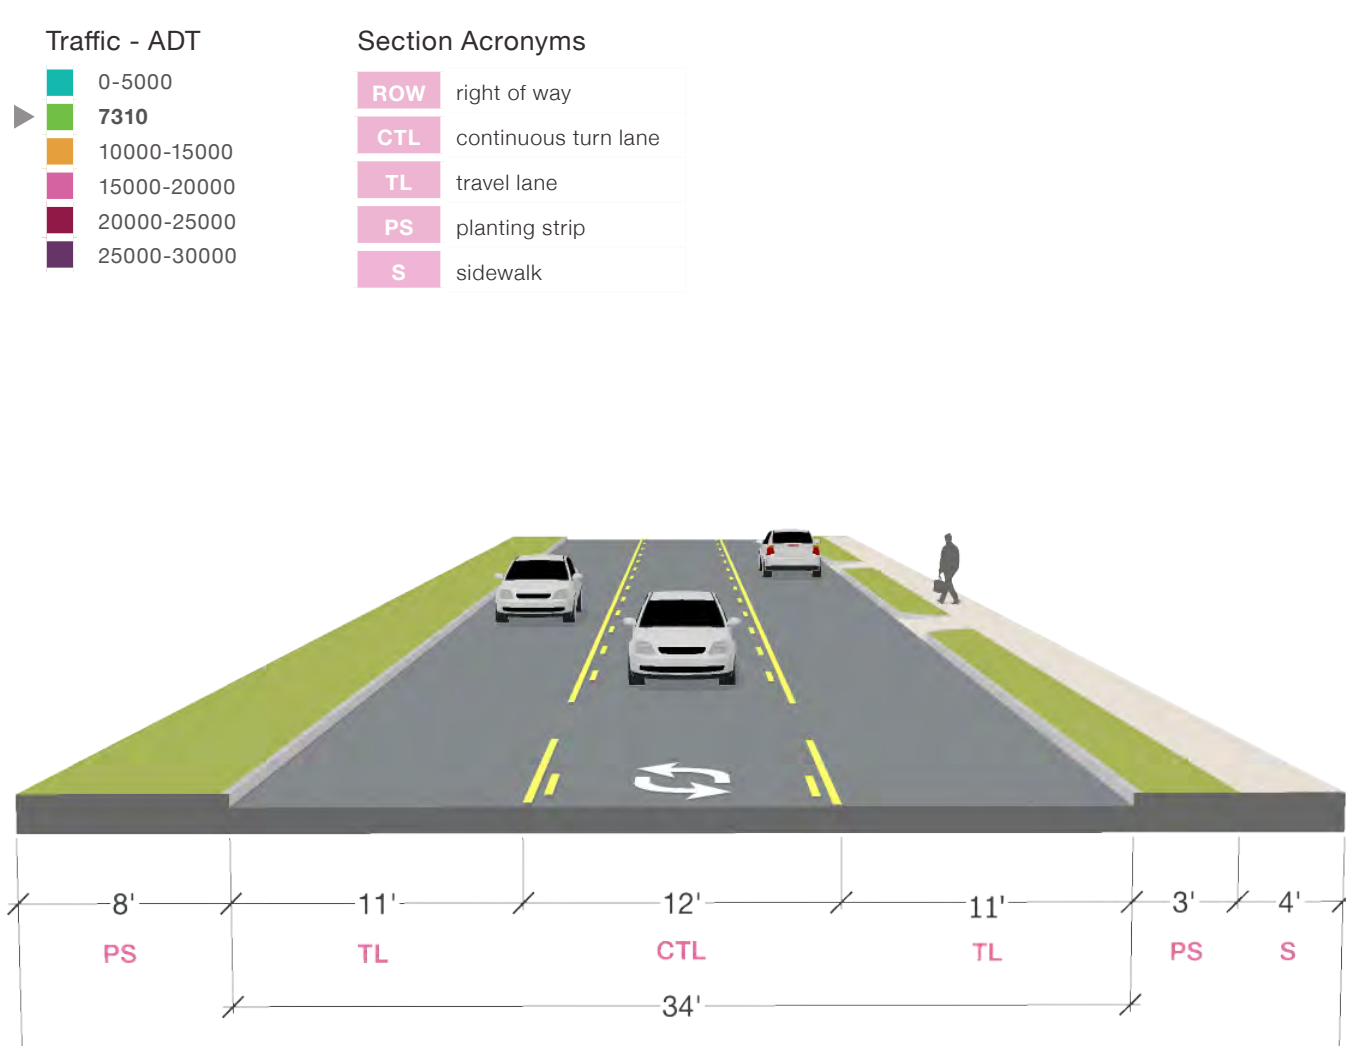 Traffic - ADT
0-5000
7310
10000-15000
15000-20000
20000-25000
25000-30000
Section Acronyms
ROW right of way
CTL continuous turn lane
TL travel lane
PS planting strip
S sidewalk
8' 11' 12' 11' 3' 4'
PS TL CTL TL PS S
34'